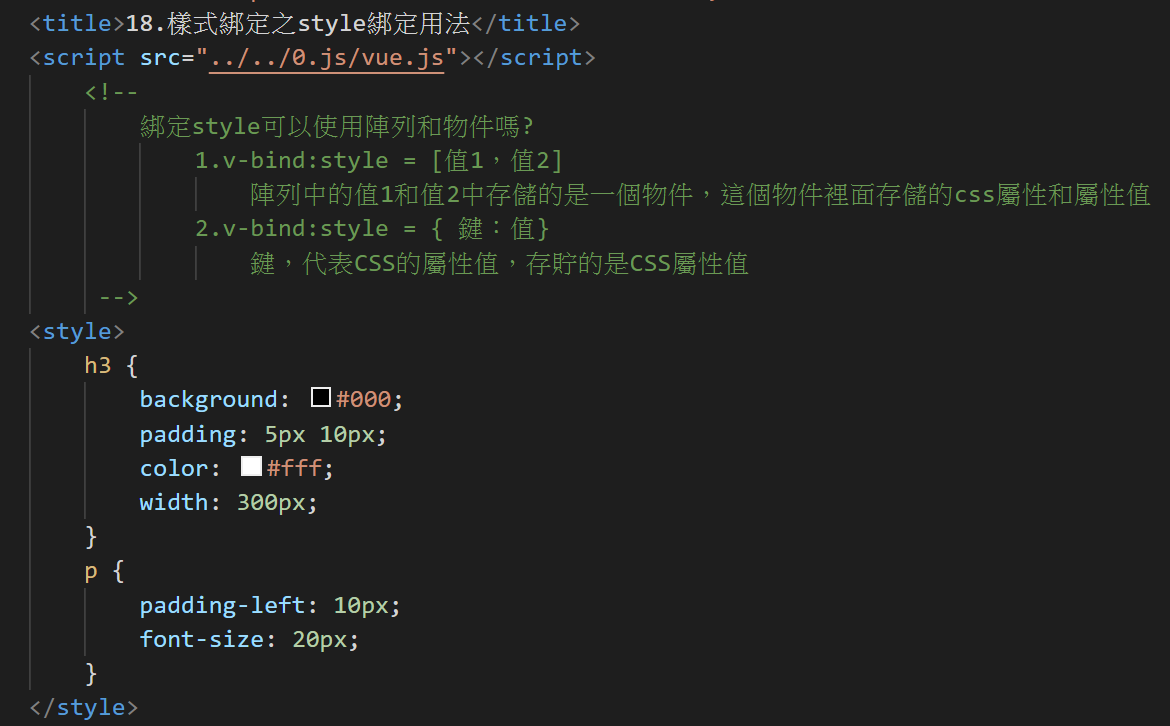 <title>18.樣式綁定之style綁定用法</title>
<script src="../../0.js/vue.js"></script>
<!--
綁定style可以使用陣列和物件嗎?
1.v-bind:style = [值1，值2]
陣列中的值1和值2中存儲的是一個物件，這個物件裡面存儲的css屬性和屬性值
2.v-bind:style = { 鍵：值}
鍵，代表CSS的屬性值，存貯的是CSS屬性值
-->
<style>
h3 {
background: #000;
padding: 5px 10px;
color: #fff;
width: 300px;
}
p {
padding-left: 10px;
font-size: 20px;
}
</style>